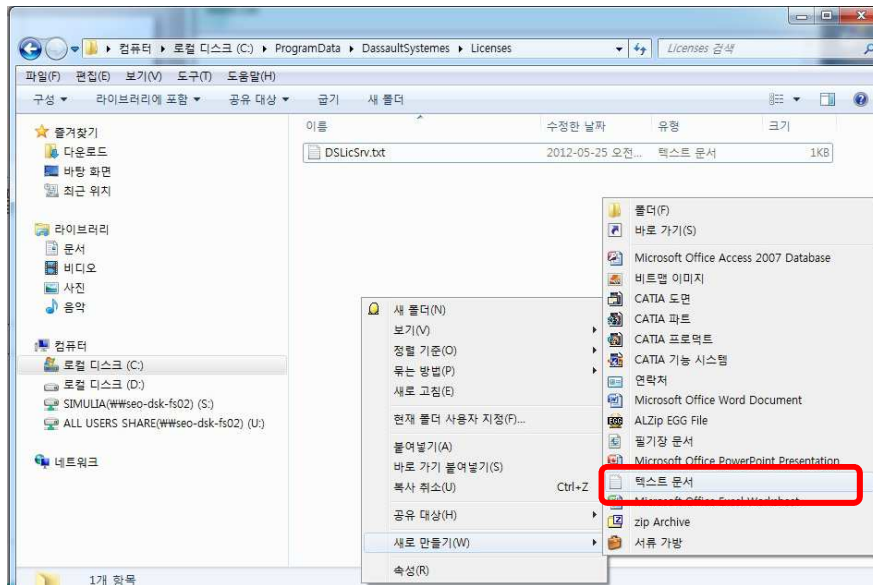 컴퓨터 ▸ 로컬 디스크 (C:) ▸ ProgramData ▸ DassaultSystemes ▸ Licenses
Licenses 검색
파일(F) 편집(E) 보기(V) 도구(T) 도움말(H)
구성 라이브러리에 포함 공유 대상 굽기 새 폴더
이름 수정한 날짜 유형 크기
DSLicSrv.txt 2012-05-25 오전... 텍스트 문서 1KB
즐겨찾기
다운로드
바탕 화면
최근 위치
라이브러리
문서
비디오
사진
음악
컴퓨터
로컬 디스크 (C:)
로컬 디스크 (D:)
SIMULIA(₩₩seo-dsk-fs02) (S:)
ALL USERS SHARE(₩₩seo-dsk-fs02) (U:)
네트워크
새 폴더(N)
보기(V)
정렬 기준(O)
묶는 방법(P)
새로 고침(E)
현재 폴더 사용자 지정(F)...
붙여넣기(A)
바로 가기 붙여넣기(S)
복사 취소(U) Ctrl+Z
공유 대상(H)
새로 만들기(W)
속성(R)
폴더(F)
바로 가기(S)
Microsoft Office Access 2007 Database
비트맵 이미지
CATIA 도면
CATIA 파트
CATIA 프로덕트
CATIA 기능 시스템
연락처
Microsoft Office Word Document
ALZip EGG File
필기장 문서
Microsoft Office PowerPoint Presentation
텍스트 문서
Microsoft Office Excel Worksheet
zip Archive
서류 가방
1개 항목